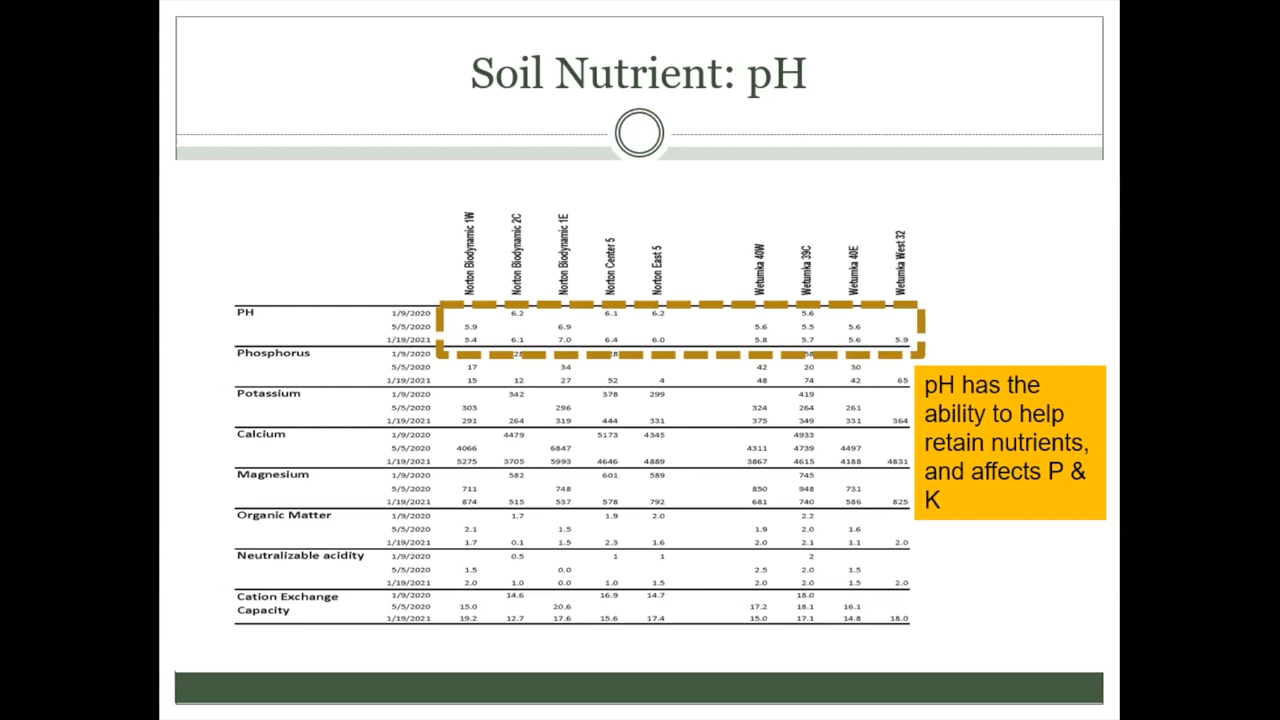 Soil Nutrient: pH
Norton Biodynamic 1W
Norton Biodynamic 2C
Norton Biodynamic 1E
Norton Center 5
Norton East 5
Wetumka 40W
Wetumka 39C
Wetumka 40E
Wetumka West 32
PH 1/9/2020 6.2 6.1 6.2 5.6
5/5/2020 5.9 6.9 5.6 5.5 5.6
1/19/2021 5.4 6.1 7.0 6.4 6.0 5.8 5.7 5.6 5.9
Phosphorus 1/9/2020
5/5/2020 17 34 42 20 30
1/19/2021 15 12 27 52 4 48 74 42 65
Potassium 1/9/2020 342 378 299 419
5/5/2020 303 296 324 264 261
1/19/2021 291 264 319 444 331 375 349 331 364
Calcium 1/9/2020 4479 5173 4345 4933
5/5/2020 4066 6847 4311 4739 4497
1/19/2021 5275 3705 5993 4646 4889 3867 4615 4188 4831
Magnesium 1/9/2020 582 601 589 745
5/5/2020 711 748 850 948 731
1/19/2021 874 515 537 578 792 681 740 586 825
Organic Matter 1/9/2020 1.7 1.9 2.0 2.2
5/5/2020 2.1 1.5 1.9 2.0 1.6
1/19/2021 1.7 0.1 1.5 2.3 1.6 2.0 2.1 1.1 2.0
Neutralizable acidity 1/9/2020 0.5 1 1 2
5/5/2020 1.5 0.0 2.5 2.0 1.5
1/19/2021 2.0 1.0 0.0 1.0 1.5 2.0 2.0 1.5 2.0
Cation Exchange 1/9/2020 14.6 16.9 14.7 18.0
Capacity 5/5/2020 15.0 20.6 17.2 18.1 16.1
1/19/2021 19.2 12.7 17.6 15.6 17.4 15.0 17.1 14.8 18.0
pH has the
ability to help
retain nutrients,
and affects P &
K